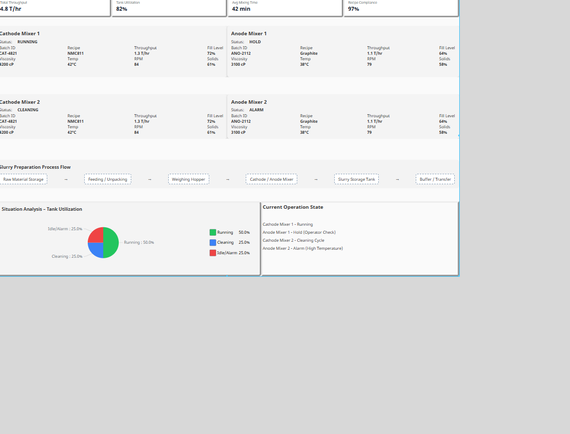 4.8 T/hr
Tank Utilization
82%
Avg Mixing Time
42 min
Recipe Compliance
97%
Cathode Mixer 1
Status: RUNNING
Batch ID Recipe Throughput Fill Level
CAT-4821 NMC811 1.3 T/hr 72%
Viscosity Temp RPM Solids
4200 cP 42°C 84 61%
Anode Mixer 1
Status: HOLD
Batch ID Recipe Throughput Fill Level
ANO-2112 Graphite 1.1 T/hr 64%
Viscosity Temp RPM Solids
3100 cP 38°C 79 58%
Cathode Mixer 2
Status: CLEANING
Batch ID Recipe Throughput Fill Level
CAT-4821 NMC811 1.3 T/hr 72%
Viscosity Temp RPM Solids
4200 cP 42°C 84 61%
Anode Mixer 2
Status: ALARM
Batch ID Recipe Throughput Fill Level
ANO-2112 Graphite 1.1 T/hr 64%
Viscosity Temp RPM Solids
3100 cP 38°C 79 58%
Slurry Preparation Process Flow
Raw Material Storage → Feeding / Unpacking → Weighing Hopper → Cathode / Anode Mixer → Slurry Storage Tank → Buffer / Transfer
Situation Analysis – Tank Utilization
Idle/Alarm : 25.0%
Running : 50.0%
Cleaning : 25.0%
Running 50.0%
Cleaning 25.0%
Idle/Alarm 25.0%
Current Operation State
Cathode Mixer 1 - Running
Anode Mixer 1 - Hold (Operator Check)
Cathode Mixer 2 - Cleaning Cycle
Anode Mixer 2 - Alarm (High Temperature)